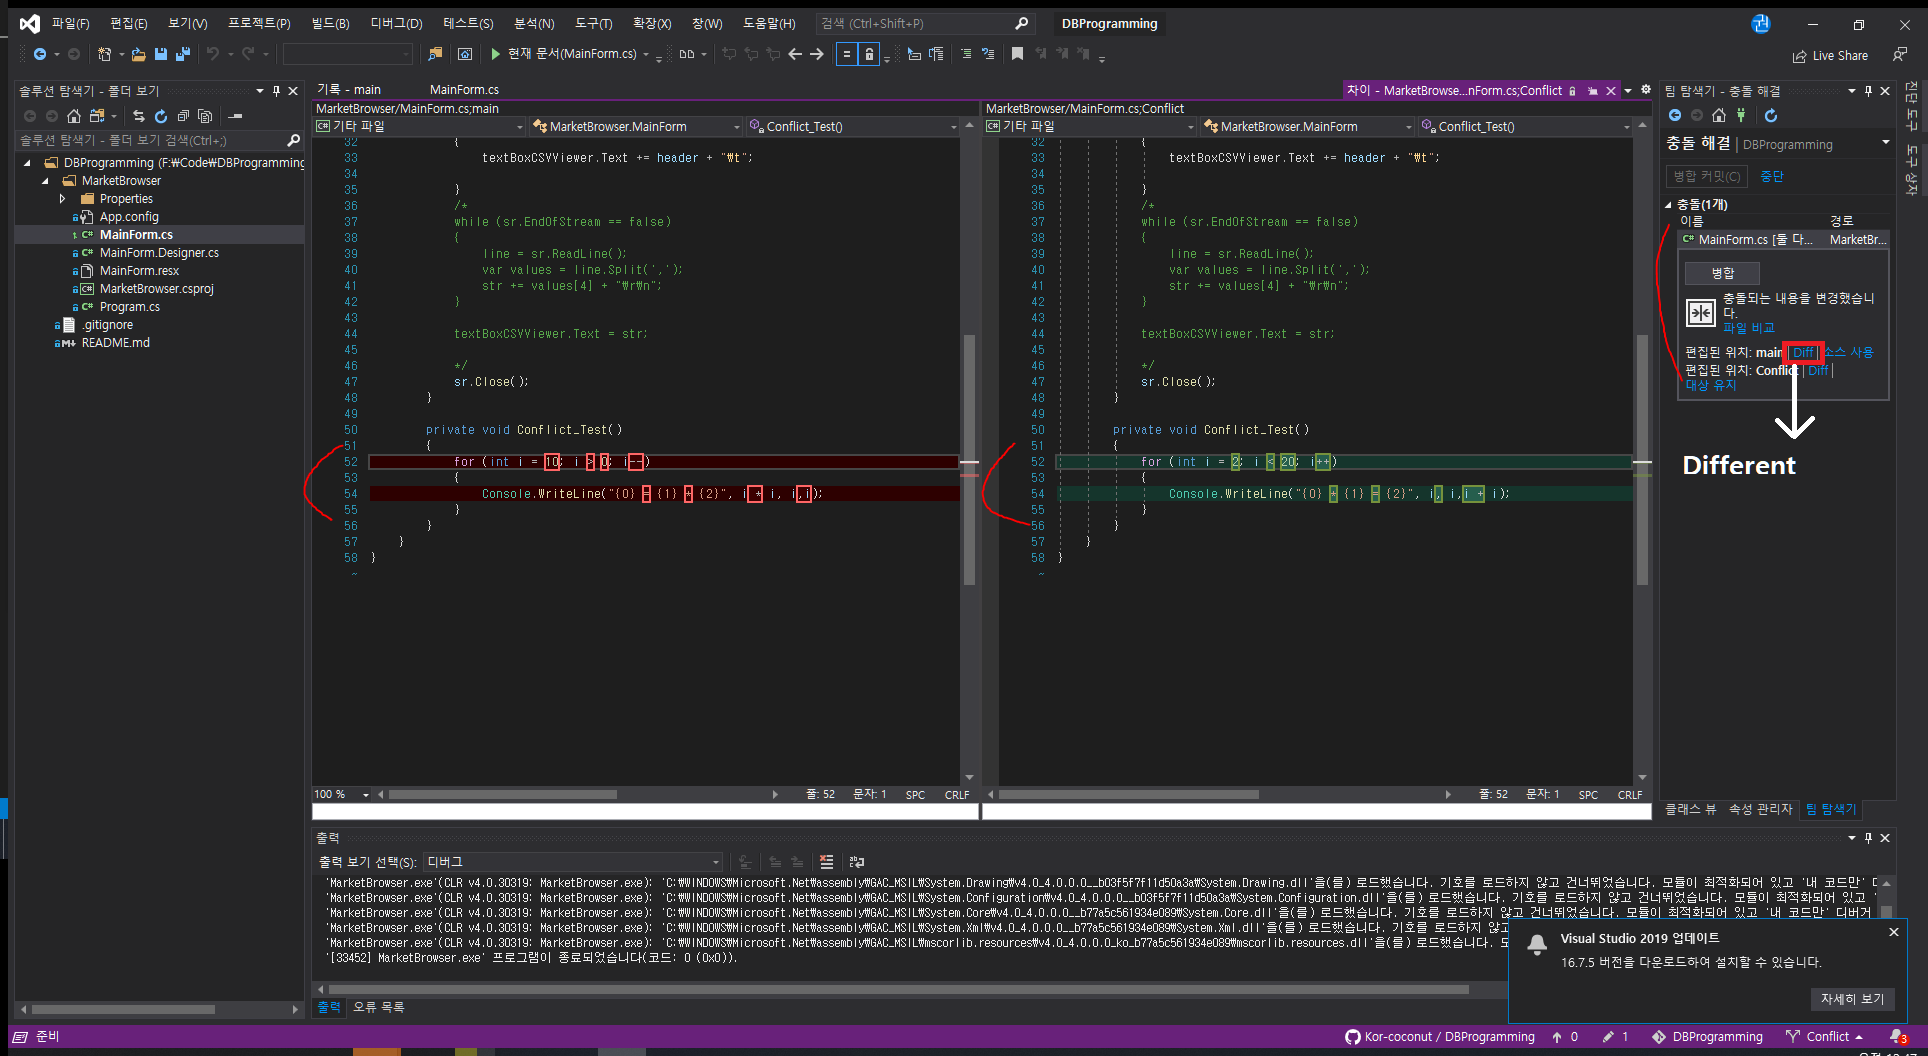 파일(F) 편집(E) 보기(V) 프로젝트(P) 빌드(B) 디버그(D) 테스트(S) 분석(N) 도구(T) 확장(X) 창(W) 도움말(H) 검색 (Ctrl+Shift+P) DBProgramming 권
현재 문서(MainForm.cs) Live Share
솔루션 탐색기 - 폴더 보기
솔루션 탐색기 - 폴더 보기 검색(Ctrl+;)
DBProgramming (F:₩Code₩DBProgramming
MarketBrowser
Properties
App.config
C# MainForm.cs
C# MainForm.Designer.cs
MainForm.resx
MarketBrowser.csproj
C# Program.cs
.gitignore
README.md
기록 - main MainForm.cs 차이 - MarketBrowse...nForm.cs;Conflict
MarketBrowser/MainForm.cs;main
기타 파일 MarketBrowser.MainForm Conflict_Test()
32 {
33 textBoxCSVViewer.Text += header + "₩t";
34
35 }
36 /*
37 while (sr.EndOfStream == false)
38 {
39 line = sr.ReadLine();
40 var values = line.Split(',');
41 str += values[4] + "₩r₩n";
42 }
43
44 textBoxCSVViewer.Text = str;
45
46 */
47 sr.Close();
48 }
49
50 private void Conflict_Test()
51 {
52 for (int i = 10; i > 0; i--)
53 {
54 Console.WriteLine("{0} = {1} * {2}", i * i, i,i);
55 }
56 }
57 }
58 }
100 % 줄: 52 문자: 1 SPC CRLF
MarketBrowser/MainForm.cs;Conflict
기타 파일 MarketBrowser.MainForm Conflict_Test()
32 {
33 textBoxCSVViewer.Text += header + "₩t";
34
35 }
36 /*
37 while (sr.EndOfStream == false)
38 {
39 line = sr.ReadLine();
40 var values = line.Split(',');
41 str += values[4] + "₩r₩n";
42 }
43
44 textBoxCSVViewer.Text = str;
45
46 */
47 sr.Close();
48 }
49
50 private void Conflict_Test()
51 {
52 for (int i = 2; i < 20; i++)
53 {
54 Console.WriteLine("{0} * {1} = {2}", i, i,i + i);
55 }
56 }
57 }
58 }
줄: 52 문자: 1 SPC CRLF
팀 탐색기 - 충돌 해결
충돌 해결 | DBProgramming
병합 커밋(C) 중단
충돌(1개)
이름 경로
C# MainForm.cs [둘 다... MarketBr...
병합
충돌되는 내용을 변경했습니
다.
파일 비교
편집된 위치: main | Diff | 소스 사용
편집된 위치: Conflict | Diff |
대상 유지
Different
클래스 뷰 속성 관리자 팀 탐색기
진단 도구
도구 상자
출력
출력 보기 선택(S): 디버그
'MarketBrowser.exe'(CLR v4.0.30319: MarketBrowser.exe): 'C:₩WINDOWS₩Microsoft.Net₩assembly₩GAC_MSIL₩System.Drawing₩v4.0_4.0.0.0__b03f5f7f11d50a3a₩System.Drawing.dll'을(를) 로드했습니다. 기호를 로드하지 않고 건너뛰었습니다. 모듈이 최적화되어 있고 '내 코드만'
'MarketBrowser.exe'(CLR v4.0.30319: MarketBrowser.exe): 'C:₩WINDOWS₩Microsoft.Net₩assembly₩GAC_MSIL₩System.Configuration₩v4.0_4.0.0.0__b03f5f7f11d50a3a₩System.Configuration.dll'을(를) 로드했습니다. 기호를 로드하지 않고 건너뛰었습니다. 모듈이 최적화되어 있고
'MarketBrowser.exe'(CLR v4.0.30319: MarketBrowser.exe): 'C:₩WINDOWS₩Microsoft.Net₩assembly₩GAC_MSIL₩System.Core₩v4.0_4.0.0.0__b77a5c561934e089₩System.Core.dll'을(를) 로드했습니다. 기호를 로드하지 않고 건너뛰었습니다. 모듈이 최적화되어 있고 '내 코드만' 디버거
'MarketBrowser.exe'(CLR v4.0.30319: MarketBrowser.exe): 'C:₩WINDOWS₩Microsoft.Net₩assembly₩GAC_MSIL₩System.Xml₩v4.0_4.0.0.0__b77a5c561934e089₩System.Xml.dll'을(를) 로드했습니다. 기호를 로드하지 않고
'MarketBrowser.exe'(CLR v4.0.30319: MarketBrowser.exe): 'C:₩WINDOWS₩Microsoft.Net₩assembly₩GAC_MSIL₩mscorlib.resources₩v4.0_4.0.0.0_ko_b77a5c561934e089₩mscorlib.resources.dll'을(를) 로드했습니다.
'[33452] MarketBrowser.exe' 프로그램이 종료되었습니다(코드: 0 (0x0)).
출력 오류 목록
Visual Studio 2019 업데이트
16.7.5 버전을 다운로드하여 설치할 수 있습니다.
자세히 보기
준비 Kor-coconut / DBProgramming 0 1 DBProgramming Conflict 3